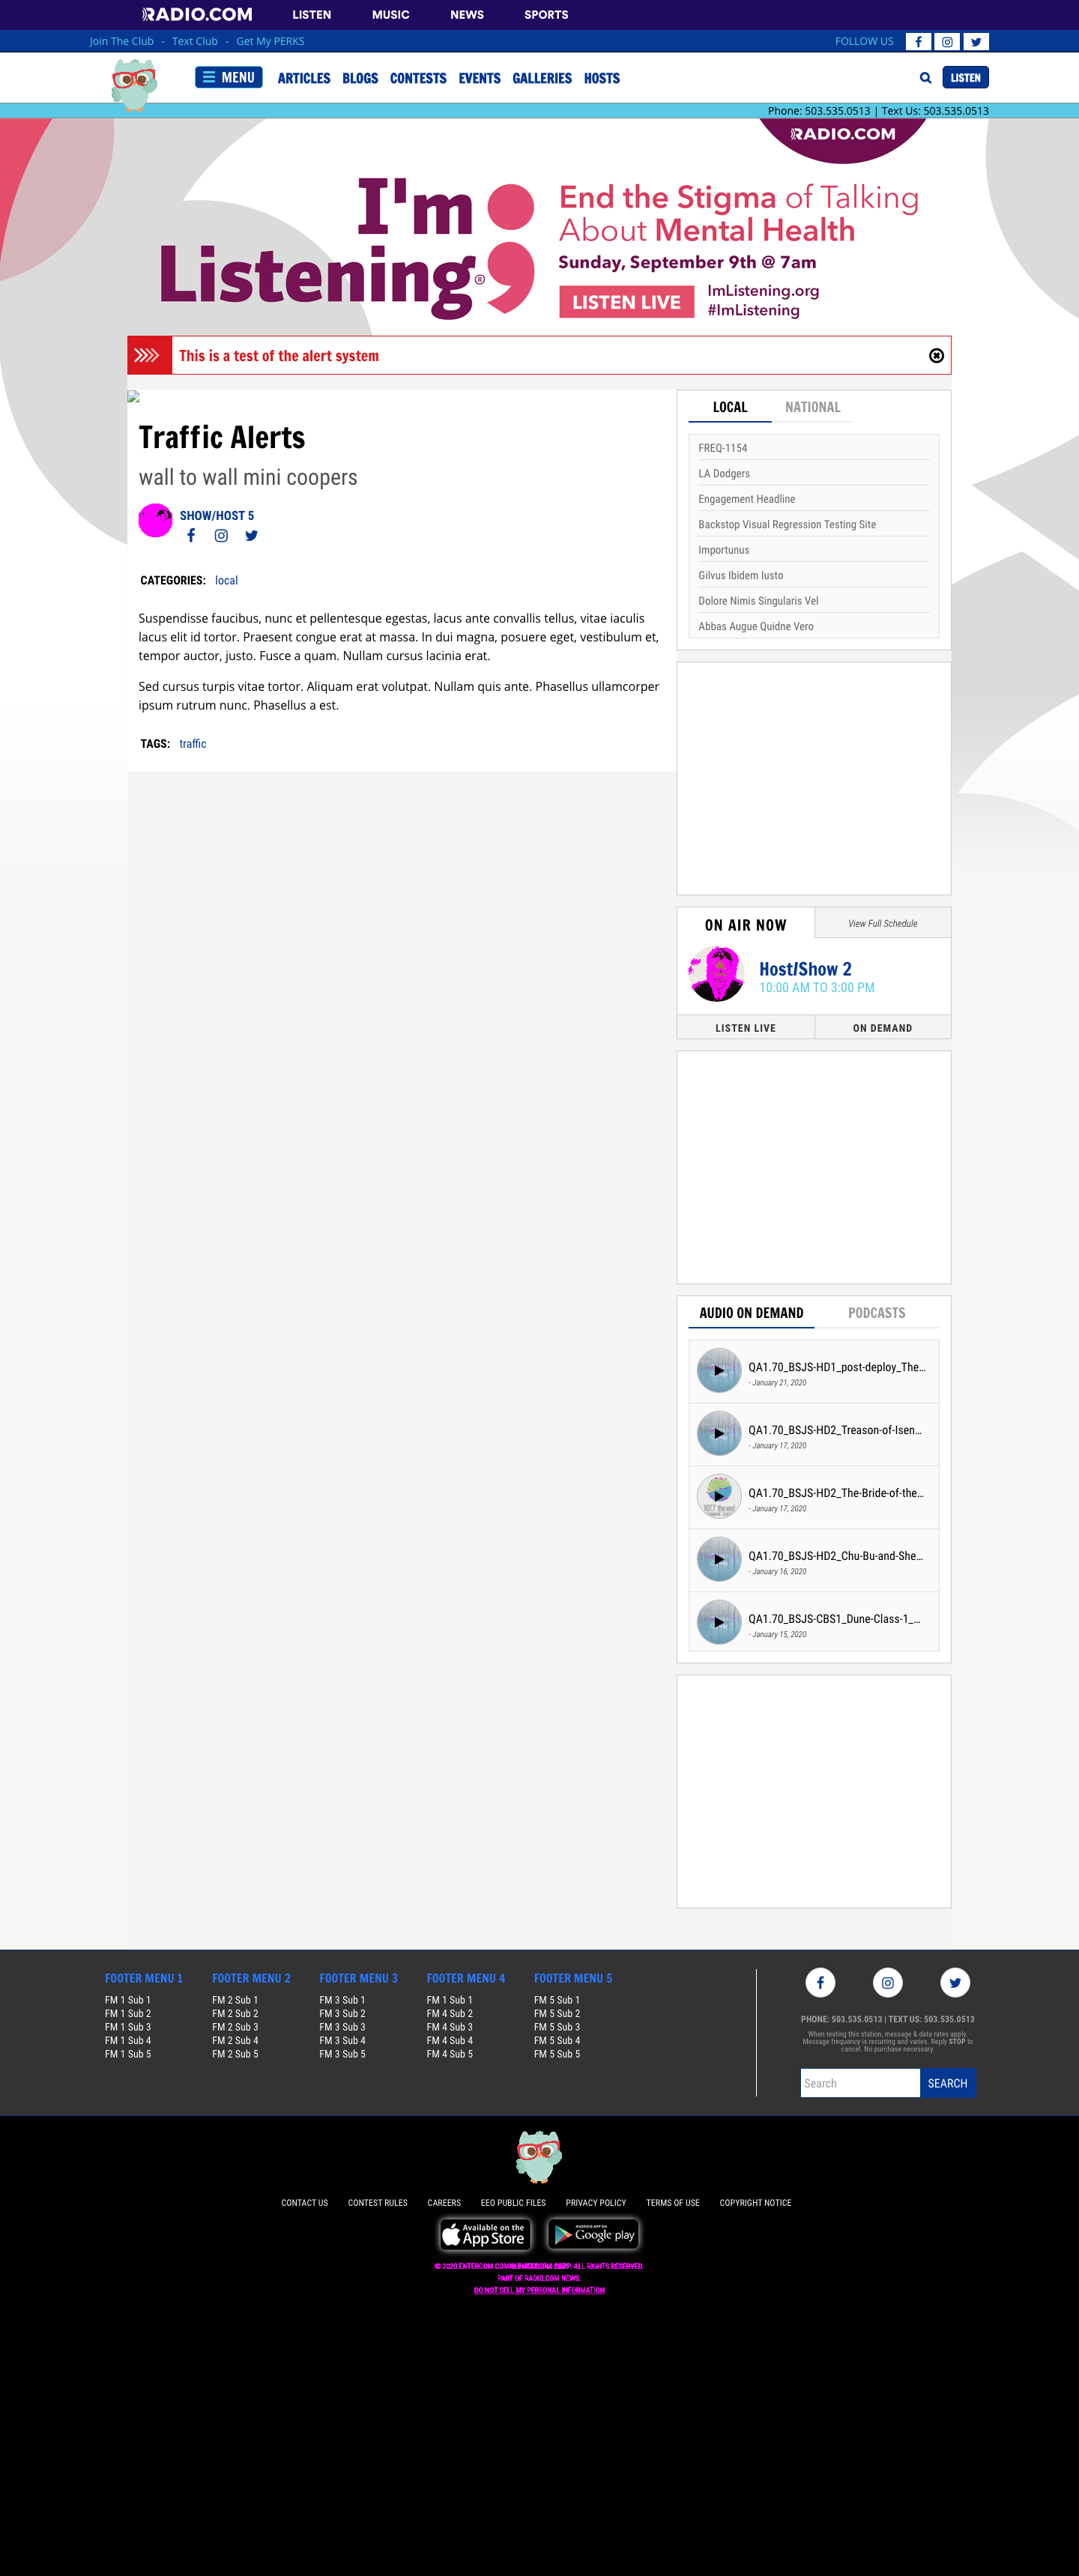 RADIO.COM LISTEN MUSIC NEWS SPORTS
Join The Club - Text Club - Get My PERKS FOLLOW US
MENU ARTICLES BLOGS CONTESTS EVENTS GALLERIES HOSTS LISTEN
Phone: 503.535.0513 | Text Us: 503.535.0513
RADIO.COM
I'm
Listening®
End the Stigma of Talking
About Mental Health
Sunday, September 9th @ 7am
LISTEN LIVE
ImListening.org
#ImListening
This is a test of the alert system
Traffic Alerts
wall to wall mini coopers
SHOW/HOST 5
CATEGORIES: local
Suspendisse faucibus, nunc et pellentesque egestas, lacus ante convallis tellus, vitae iaculis
lacus elit id tortor. Praesent congue erat at massa. In dui magna, posuere eget, vestibulum et,
tempor auctor, justo. Fusce a quam. Nullam cursus lacinia erat.
Sed cursus turpis vitae tortor. Aliquam erat volutpat. Nullam quis ante. Phasellus ullamcorper
ipsum rutrum nunc. Phasellus a est.
TAGS: traffic
LOCAL NATIONAL
FREQ-1154
LA Dodgers
Engagement Headline
Backstop Visual Regression Testing Site
Importunus
Gilvus Ibidem Iusto
Dolore Nimis Singularis Vel
Abbas Augue Quidne Vero
ON AIR NOW View Full Schedule
Host/Show 2
10:00 AM TO 3:00 PM
LISTEN LIVE ON DEMAND
AUDIO ON DEMAND PODCASTS
QA1.70_BSJS-HD1_post-deploy_The...
- January 21, 2020
QA1.70_BSJS-HD2_Treason-of-Isen...
- January 17, 2020
QA1.70_BSJS-HD2_The-Bride-of-the...
- January 17, 2020
QA1.70_BSJS-HD2_Chu-Bu-and-She...
- January 16, 2020
QA1.70_BSJS-CBS1_Dune-Class-1_...
- January 15, 2020
FOOTER MENU 1 FOOTER MENU 2 FOOTER MENU 3 FOOTER MENU 4 FOOTER MENU 5
FM 1 Sub 1 FM 2 Sub 1 FM 3 Sub 1 FM 1 Sub 1 FM 5 Sub 1
FM 1 Sub 2 FM 2 Sub 2 FM 3 Sub 2 FM 4 Sub 2 FM 5 Sub 2
FM 1 Sub 3 FM 2 Sub 3 FM 3 Sub 3 FM 4 Sub 3 FM 5 Sub 3
FM 1 Sub 4 FM 2 Sub 4 FM 3 Sub 4 FM 4 Sub 4 FM 5 Sub 4
FM 1 Sub 5 FM 2 Sub 5 FM 3 Sub 5 FM 4 Sub 5 FM 5 Sub 5
PHONE: 503.535.0513 | TEXT US: 503.535.0513
When texting this station, message & data rates apply.
Message frequency is recurring and varies. Reply STOP to
cancel. No purchase necessary.
Search SEARCH
CONTACT US CONTEST RULES CAREERS EEO PUBLIC FILES PRIVACY POLICY TERMS OF USE COPYRIGHT NOTICE
Available on the
App Store
ANDROID APP ON
Google play
© 2020 ENTERCOM ALL RIGHTS RESERVED.
PART OF RADIO.COM NEWS.
DO NOT SELL MY PERSONAL INFORMATION